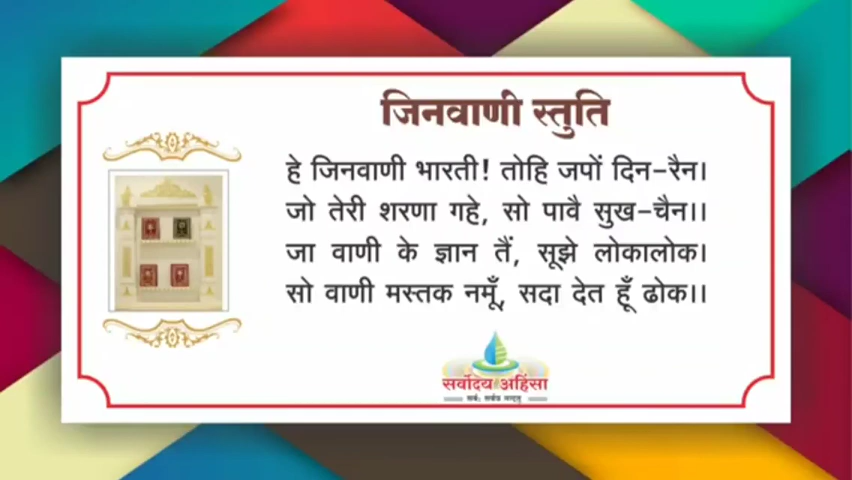 जिनवाणी स्तुति
हे जिनवाणी भारती! तोहि जपों दिन-रैन।
जो तेरी शरणा गहे, सो पावै सुख-चैन।।
जा वाणी के ज्ञान तैं, सूझे लोकालोक।
सो वाणी मस्तक नमूँ, सदा देत हूँ ढोक।।
सर्वोदय अहिंसा